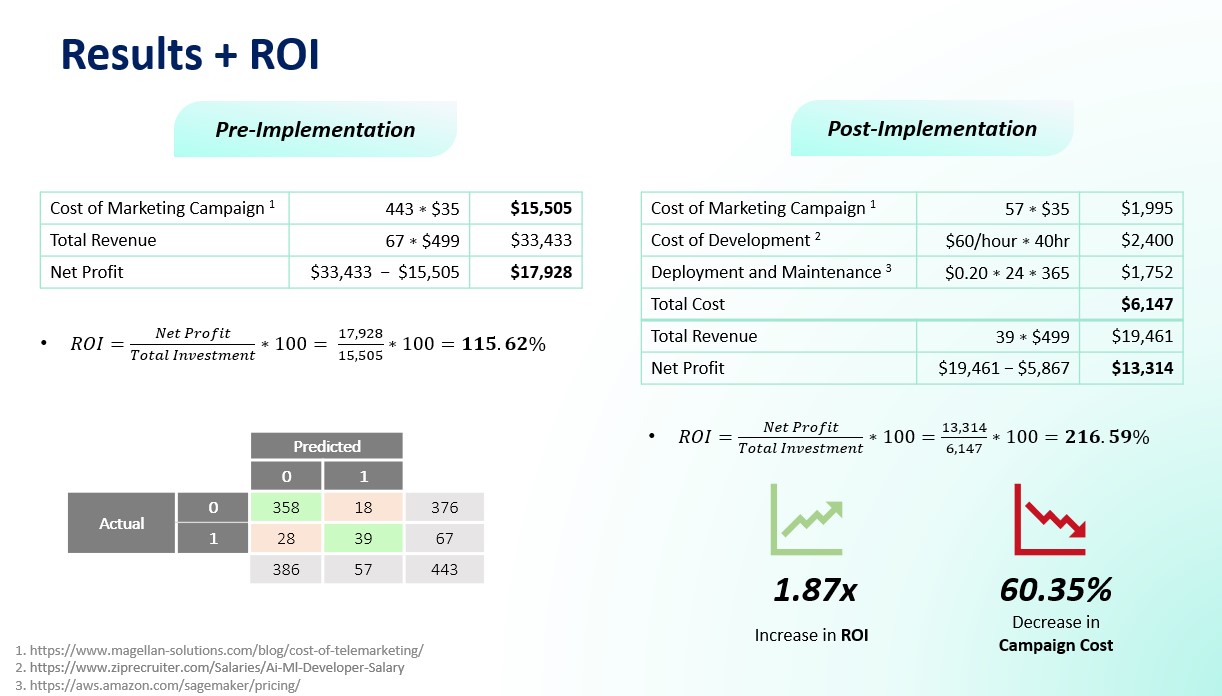 Results + ROI
Pre-Implementation
Cost of Marketing Campaign 1 443 * $35 $15,505
Total Revenue 67 * $499 $33,433
Net Profit $33,433 − $15,505 $17,928
• ROI = Net Profit / Total Investment * 100 = 17,928 / 15,505 * 100 = 115.62%
Predicted
0 1
Actual 0 358 18 376
1 28 39 67
386 57 443
Post-Implementation
Cost of Marketing Campaign 1 57 * $35 $1,995
Cost of Development 2 $60/hour * 40hr $2,400
Deployment and Maintenance 3 $0.20 * 24 * 365 $1,752
Total Cost $6,147
Total Revenue 39 * $499 $19,461
Net Profit $19,461 − $5,867 $13,314
• ROI = Net Profit / Total Investment * 100 = 13,314 / 6,147 * 100 = 216.59%
1.87x
Increase in ROI
60.35%
Decrease in
Campaign Cost
1. https://www.magellan-solutions.com/blog/cost-of-telemarketing/
2. https://www.ziprecruiter.com/Salaries/Ai-Ml-Developer-Salary
3. https://aws.amazon.com/sagemaker/pricing/